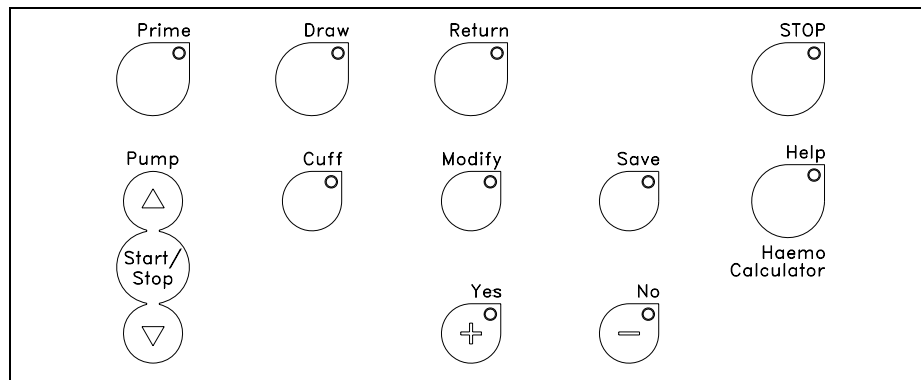 Prime Draw Return STOP
Pump Cuff Modify Save Help
Start/
Stop
Haemo
Calculator
Yes No
+ −